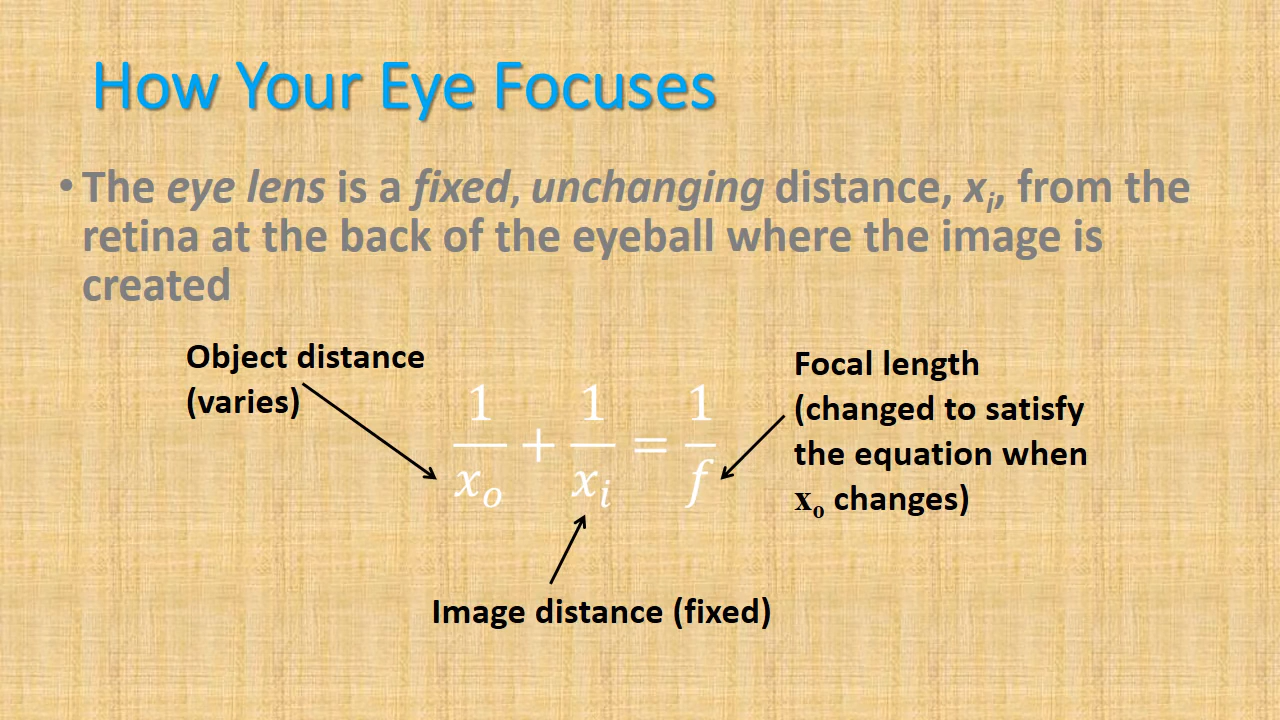 How Your Eye Focuses
• The eye lens is a fixed, unchanging distance, xᵢ, from the
retina at the back of the eyeball where the image is
created
Object distance
(varies)
1/xₒ + 1/xᵢ = 1/f
Focal length
(changed to satisfy
the equation when
xₒ changes)
Image distance (fixed)